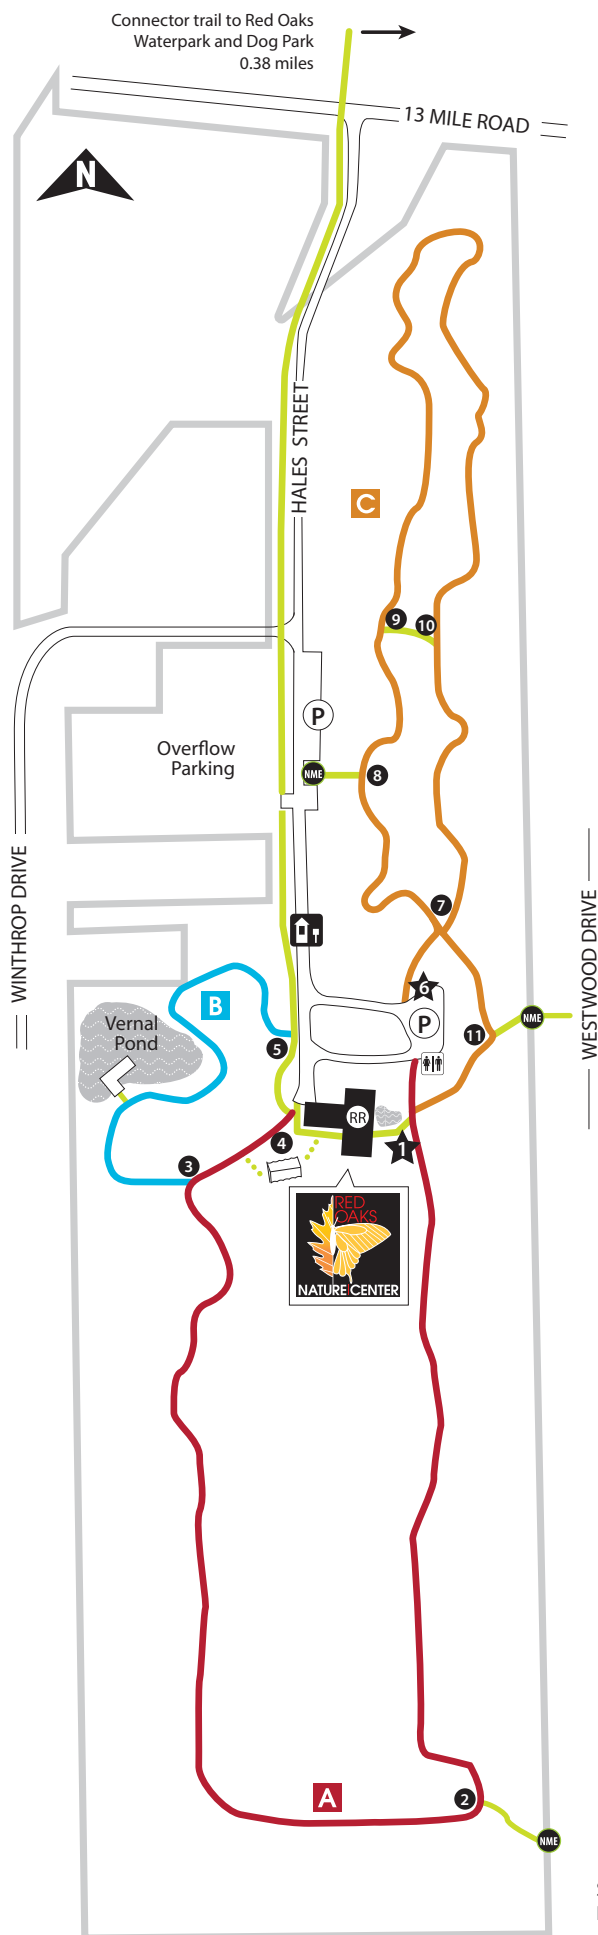 Connector trail to Red Oaks
Waterpark and Dog Park
0.38 miles
13 MILE ROAD
N
HALES STREET
C
9
10
P
Overflow
Parking
NME
8
WINTHROP DRIVE
7
WESTWOOD DRIVE
6
B
P
Vernal
Pond
NME
11
5
RR
4
1
3
RED
OAKS
NATURE CENTER
A
2
NME